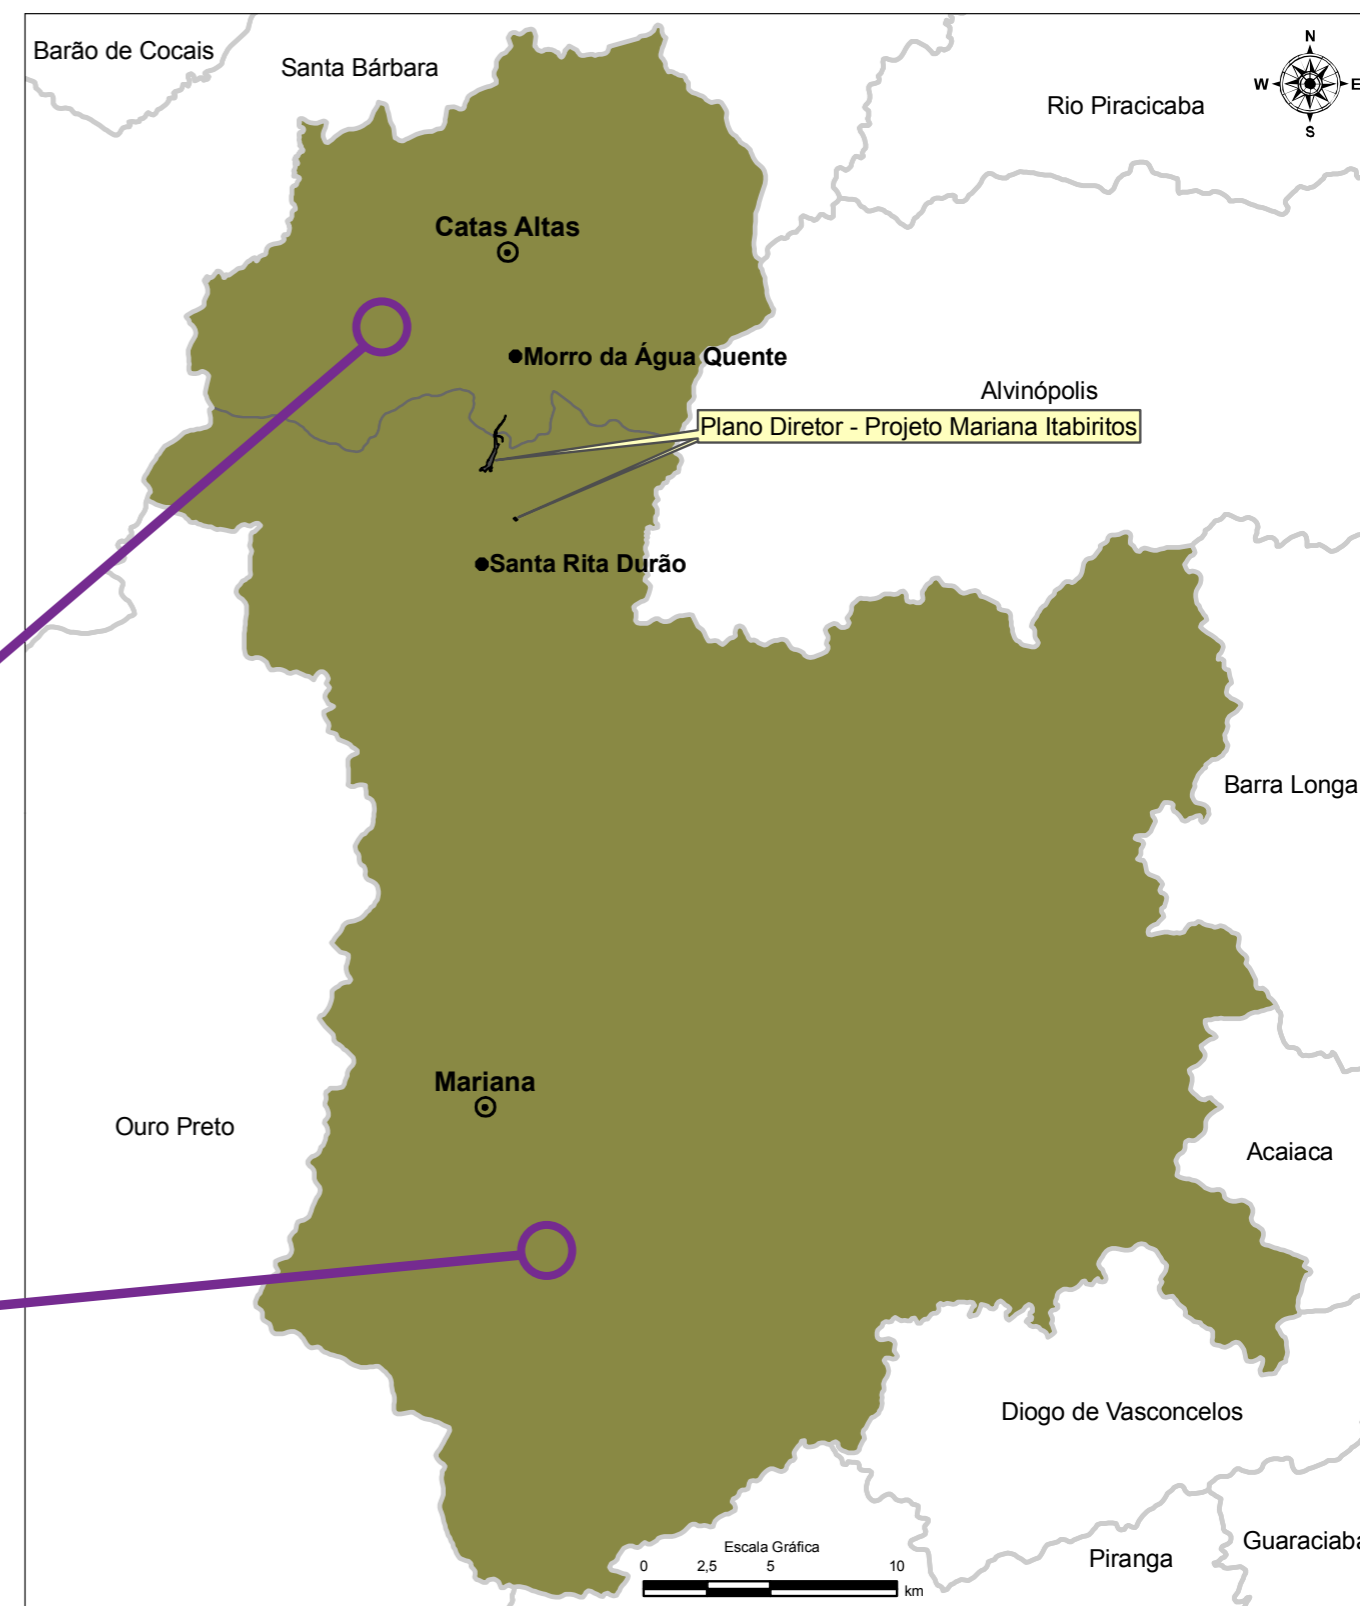 Barão de Cocais
Santa Bárbara
N
W E
S
Rio Piracicaba
Catas Altas
Morro da Água Quente
Alvinópolis
Plano Diretor - Projeto Mariana Itabiritos
Santa Rita Durão
Barra Longa
Mariana
Ouro Preto
Acaiaca
Diogo de Vasconcelos
Escala Gráfica
0 2,5 5 10
km
Piranga
Guaraciaba